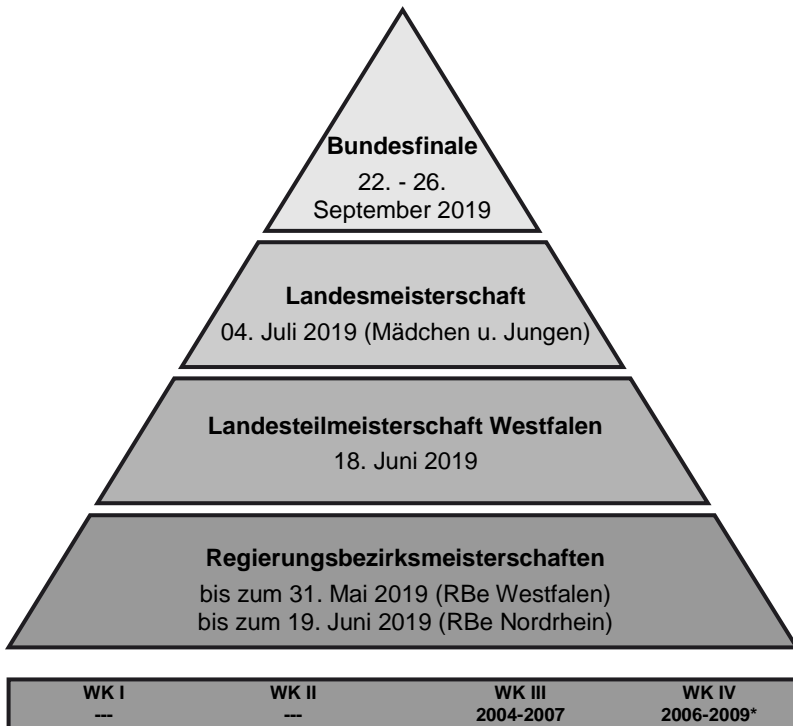 Bundesfinale
22. - 26.
September 2019
Landesmeisterschaft
04. Juli 2019 (Mädchen u. Jungen)
Landesteilmeisterschaft Westfalen
18. Juni 2019
Regierungsbezirksmeisterschaften
bis zum 31. Mai 2019 (RBe Westfalen)
bis zum 19. Juni 2019 (RBe Nordrhein)
WK I WK II WK III WK IV
--- --- 2004-2007 2006-2009*